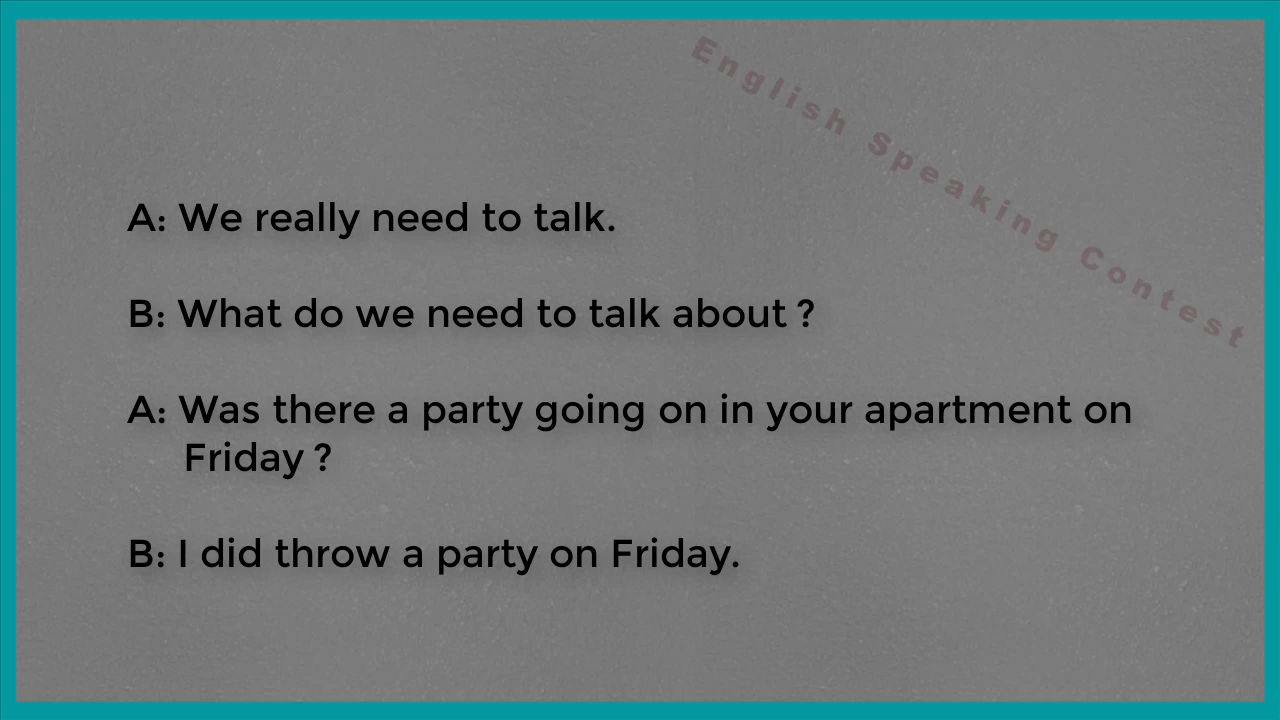 English Speaking Contest
A: We really need to talk.
B: What do we need to talk about ?
A: Was there a party going on in your apartment on
Friday ?
B: I did throw a party on Friday.